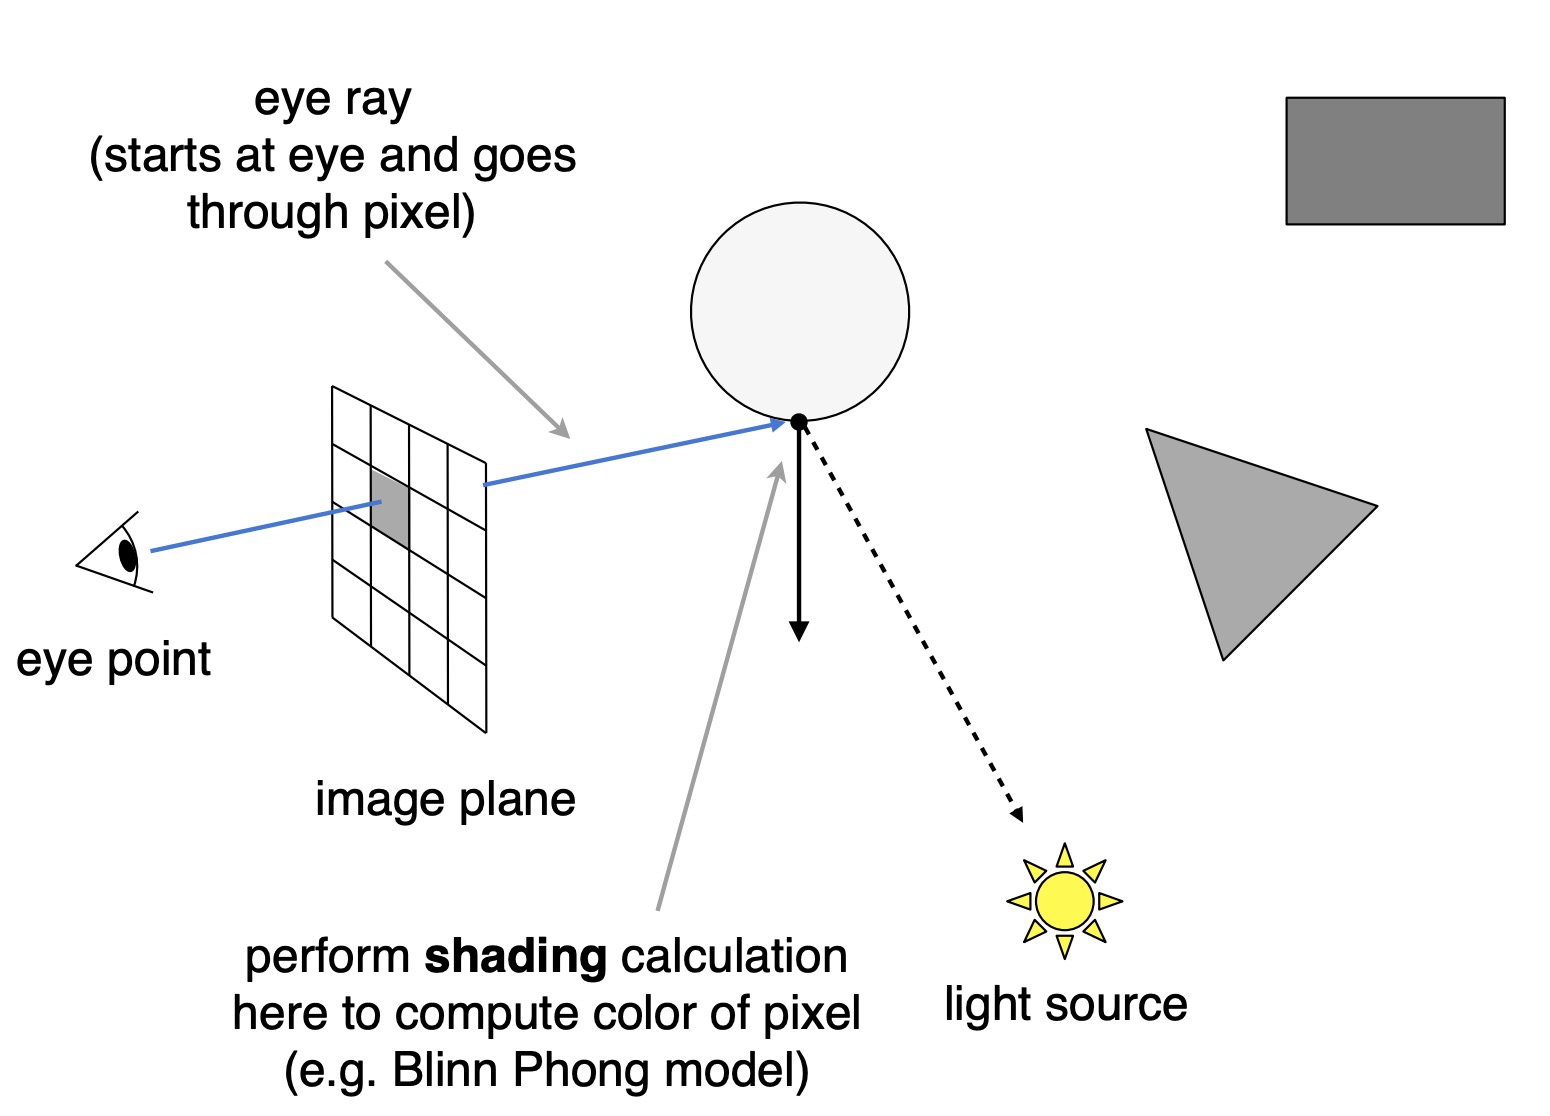 eye ray
(starts at eye and goes
through pixel)
eye point
image plane
perform shading calculation
here to compute color of pixel
(e.g. Blinn Phong model)
light source